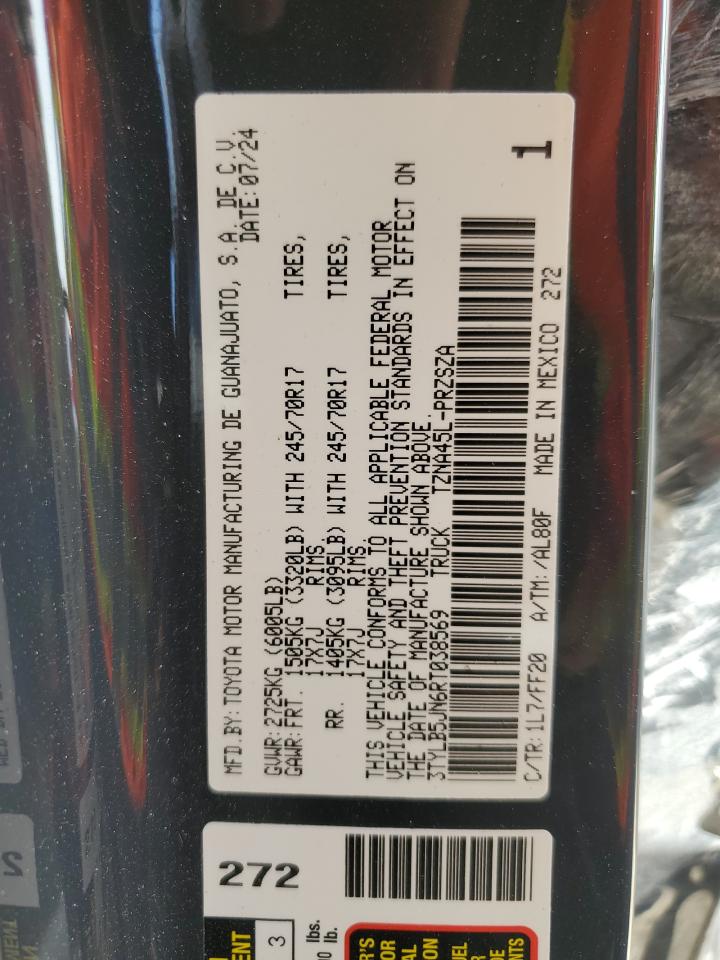 MFD.BY: TOYOTA MOTOR MANUFACTURING DE GUANAJUATO, S.A. DE C.V.
DATE: 07/24
GVWR: 2725KG (6005LB)
GAWR: FRT. 1505KG (3320LB) WITH 245/70R17 TIRES,
17X7J RIMS
RR. 1405KG (3095LB) WITH 245/70R17 TIRES,
17X7J RIMS.
THIS VEHICLE CONFORMS TO ALL APPLICABLE FEDERAL MOTOR
VEHICLE SAFETY AND THEFT PREVENTION STANDARDS IN EFFECT ON
THE DATE OF MANUFACTURE SHOWN ABOVE.
3TYLB5JN6RT038569 TRUCK TZNA45L-PRZSZA
1
C/TR: 1L7/FF20 A/TM: /AL80F MADE IN MEXICO 272
272
3
lbs.
lb.